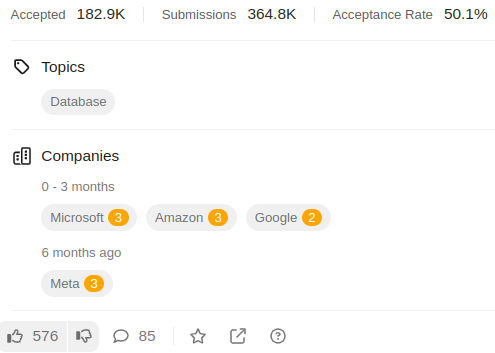 Accepted 182.9K Submissions 364.8K Acceptance Rate 50.1%
Topics
Database
Companies
0 - 3 months
Microsoft 3 Amazon 3 Google 2
6 months ago
Meta 3
576 85